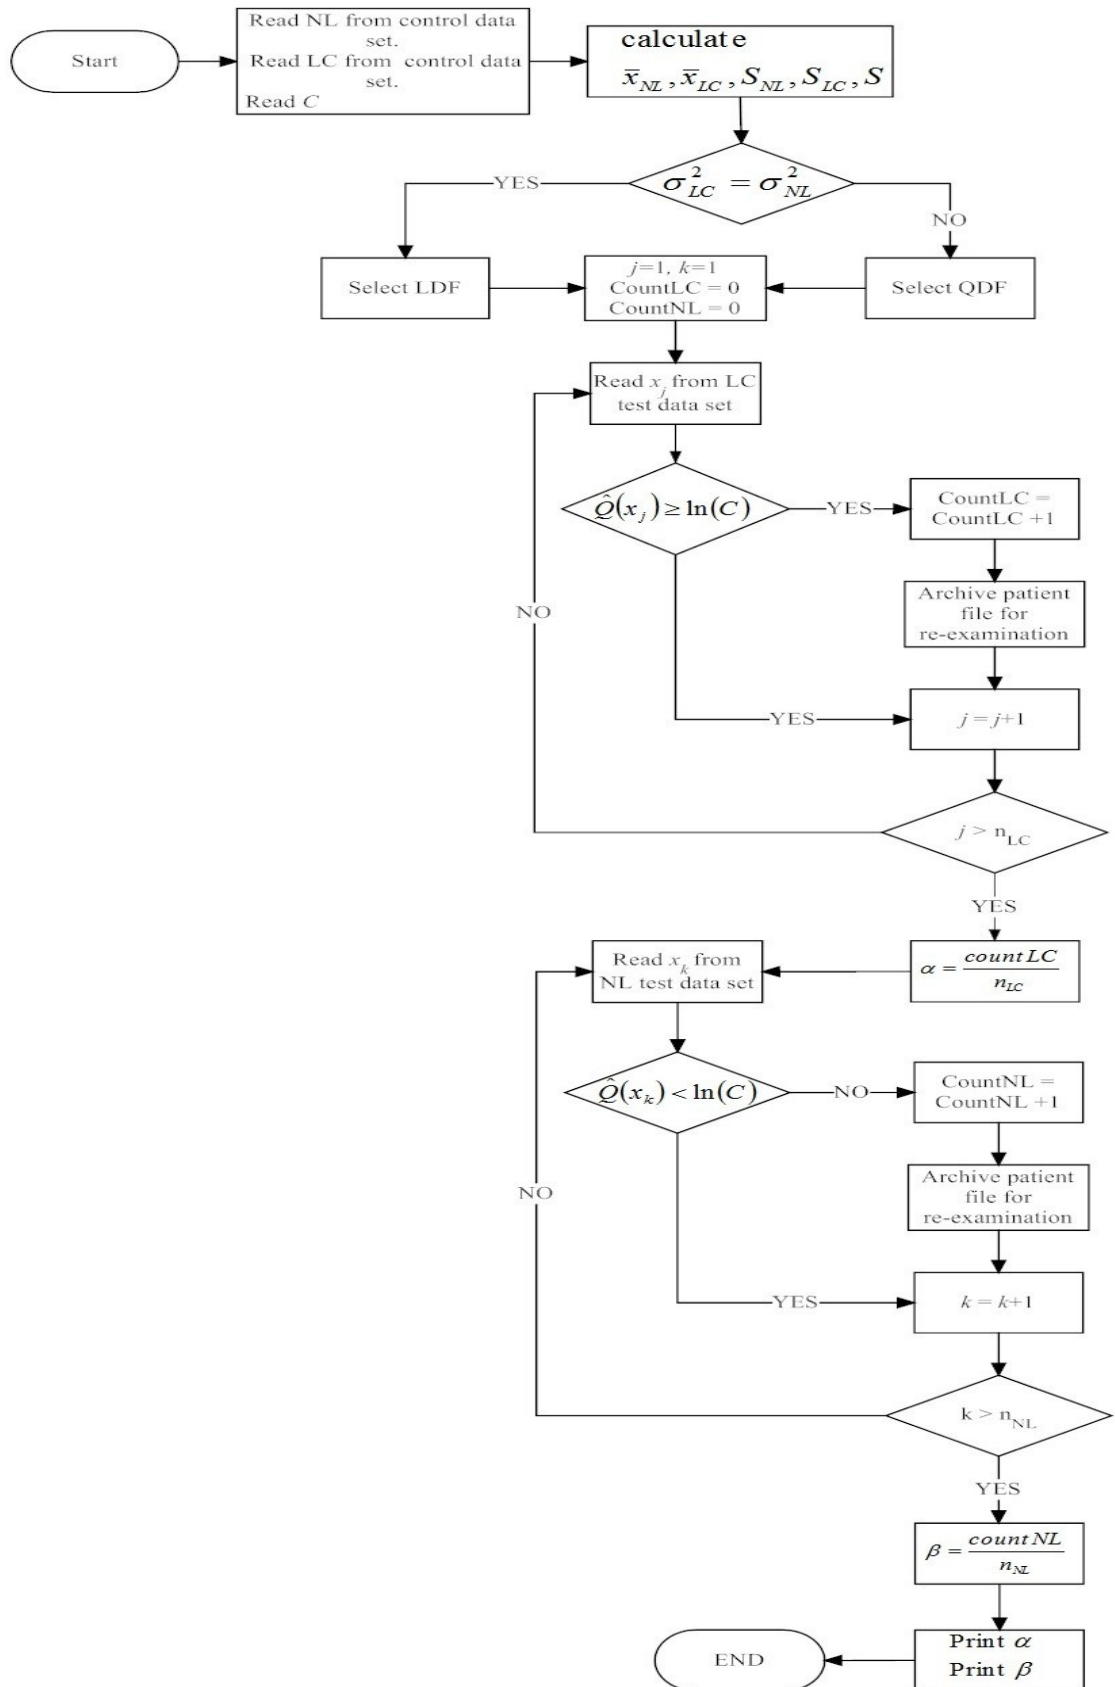 Start
Read NL from control data
set.
Read LC from control data
set.
Read C
calculate
x̄_NL, x̄_LC, S_NL, S_LC, S
σ²_LC = σ²_NL
YES
NO
Select LDF
j=1, k=1
CountLC = 0
CountNL = 0
Select QDF
Read x_j from LC
test data set
Q̂(x_j) ≥ ln(C)
YES
CountLC =
CountLC +1
Archive patient
file for
re-examination
NO
YES
j = j+1
j > n_LC
YES
α = count LC / n_LC
Read x_k from
NL test data set
Q̂(x_k) < ln(C)
NO
CountNL =
CountNL +1
Archive patient
file for
re-examination
NO
YES
k = k+1
k > n_NL
YES
β = count NL / n_NL
Print α
Print β
END